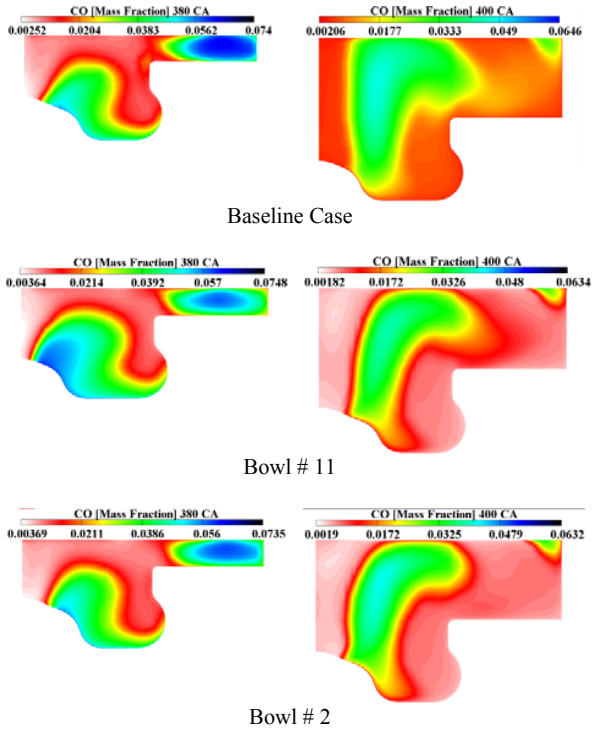 CO [Mass Fraction] 380 CA
0.00252 0.0204 0.0383 0.0562 0.074
CO [Mass Fraction] 400 CA
0.00206 0.0177 0.0333 0.049 0.0646
Baseline Case
CO [Mass Fraction] 380 CA
0.00364 0.0214 0.0392 0.057 0.0748
CO [Mass Fraction] 400 CA
0.00182 0.0172 0.0326 0.048 0.0634
Bowl # 11
CO [Mass Fraction] 380 CA
0.00369 0.0211 0.0386 0.056 0.0735
CO [Mass Fraction] 400 CA
0.0019 0.0172 0.0325 0.0479 0.0632
Bowl # 2